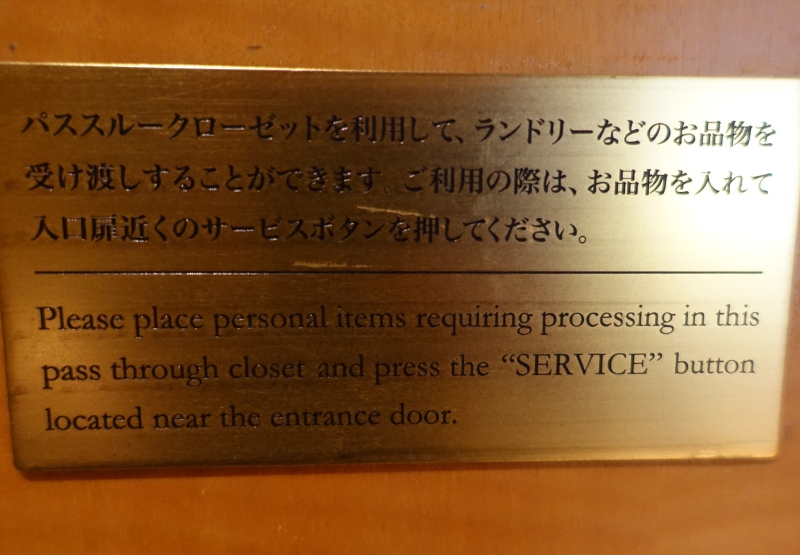 パススルークローゼットを利用して、ランドリーなどのお品物を
受け渡しすることができます。ご利用の際は、お品物を入れて
入口扉近くのサービスボタンを押してください。
Please place personal items requiring processing in this
pass through closet and press the “SERVICE” button
located near the entrance door.